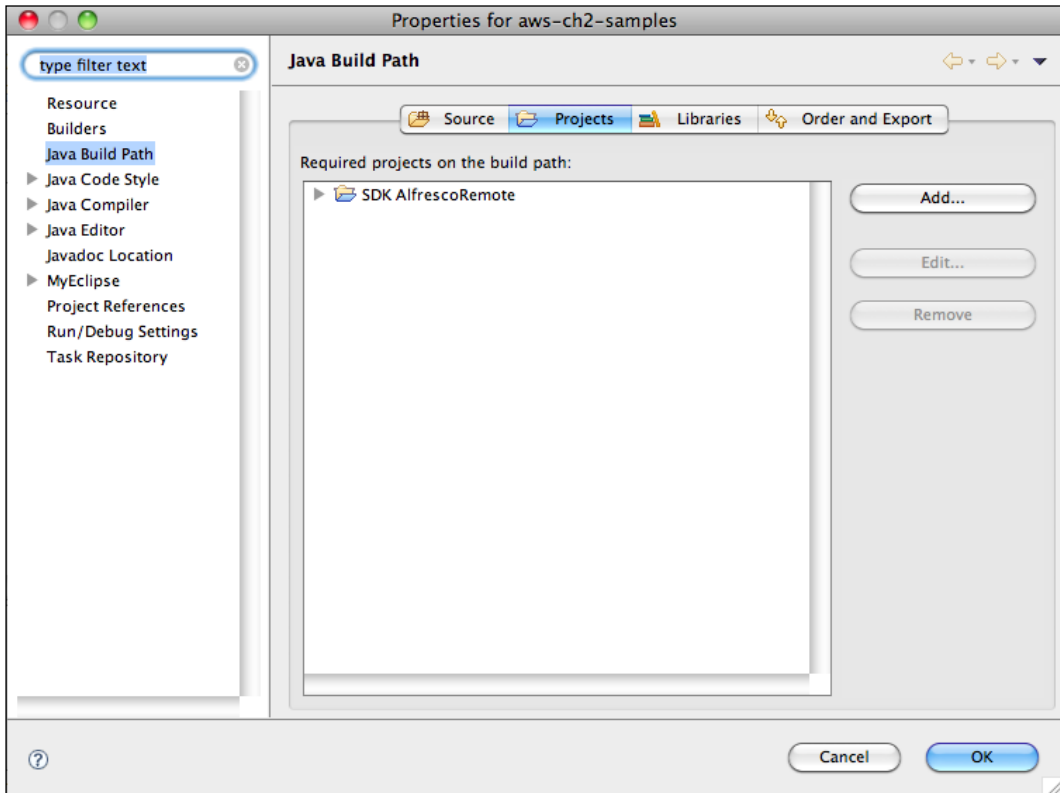 Properties for aws-ch2-samples
type filter text
Resource
Builders
Java Build Path
Java Code Style
Java Compiler
Java Editor
Javadoc Location
MyEclipse
Project References
Run/Debug Settings
Task Repository
Java Build Path
Source Projects Libraries Order and Export
Required projects on the build path:
SDK AlfrescoRemote
Add...
Edit...
Remove
?
Cancel OK